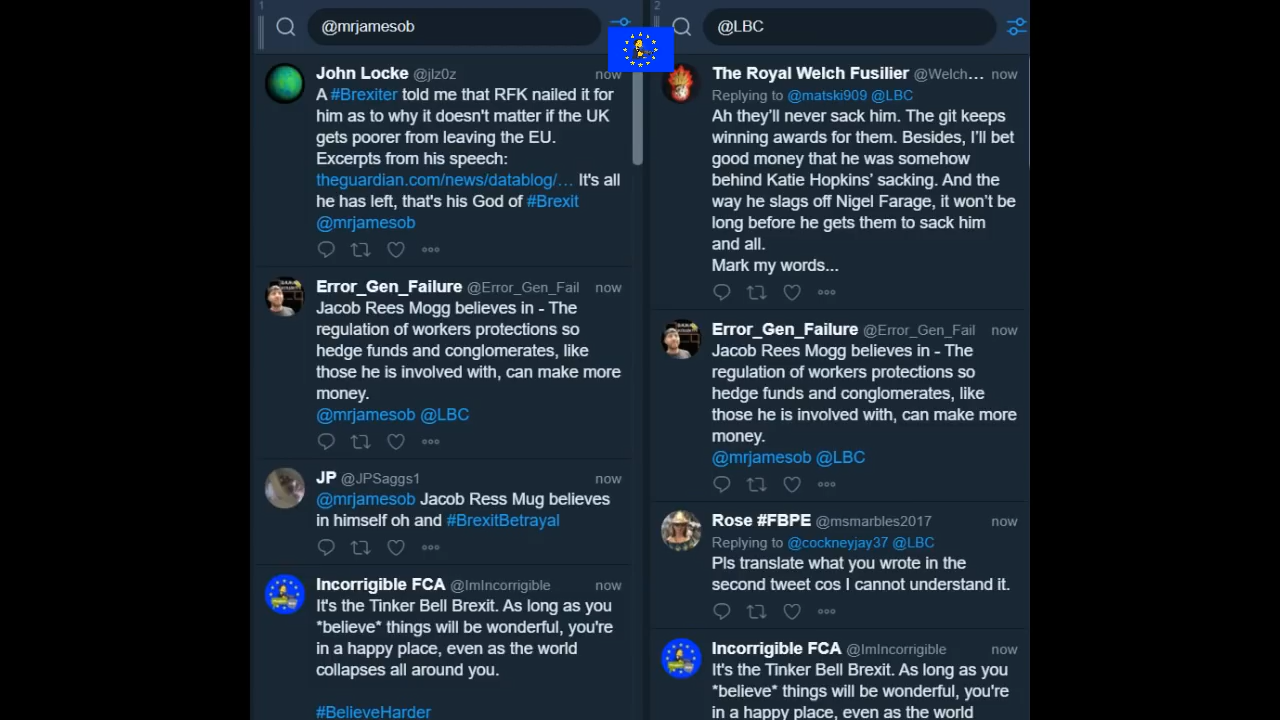 1
@mrjamesob
John Locke @jlz0z now
A #Brexiter told me that RFK nailed it for
him as to why it doesn't matter if the UK
gets poorer from leaving the EU.
Excerpts from his speech:
theguardian.com/news/datablog/… It's all
he has left, that's his God of #Brexit
@mrjamesob
Error_Gen_Failure @Error_Gen_Fail now
Jacob Rees Mogg believes in - The
regulation of workers protections so
hedge funds and conglomerates, like
those he is involved with, can make more
money.
@mrjamesob @LBC
JP @JPSaggs1 now
@mrjamesob Jacob Ress Mug believes
in himself oh and #BrexitBetrayal
Incorrigible FCA @ImIncorrigible now
It's the Tinker Bell Brexit. As long as you
*believe* things will be wonderful, you're
in a happy place, even as the world
collapses all around you.
#BelieveHarder
2
@LBC
The Royal Welch Fusilier @Welch… now
Replying to @matski909 @LBC
Ah they'll never sack him. The git keeps
winning awards for them. Besides, I'll bet
good money that he was somehow
behind Katie Hopkins' sacking. And the
way he slags off Nigel Farage, it won't be
long before he gets them to sack him
and all.
Mark my words...
Error_Gen_Failure @Error_Gen_Fail now
Jacob Rees Mogg believes in - The
regulation of workers protections so
hedge funds and conglomerates, like
those he is involved with, can make more
money.
@mrjamesob @LBC
Rose #FBPE @msmarbles2017 now
Replying to @cockneyjay37 @LBC
Pls translate what you wrote in the
second tweet cos I cannot understand it.
Incorrigible FCA @ImIncorrigible now
It's the Tinker Bell Brexit. As long as you
*believe* things will be wonderful, you're
in a happy place, even as the world